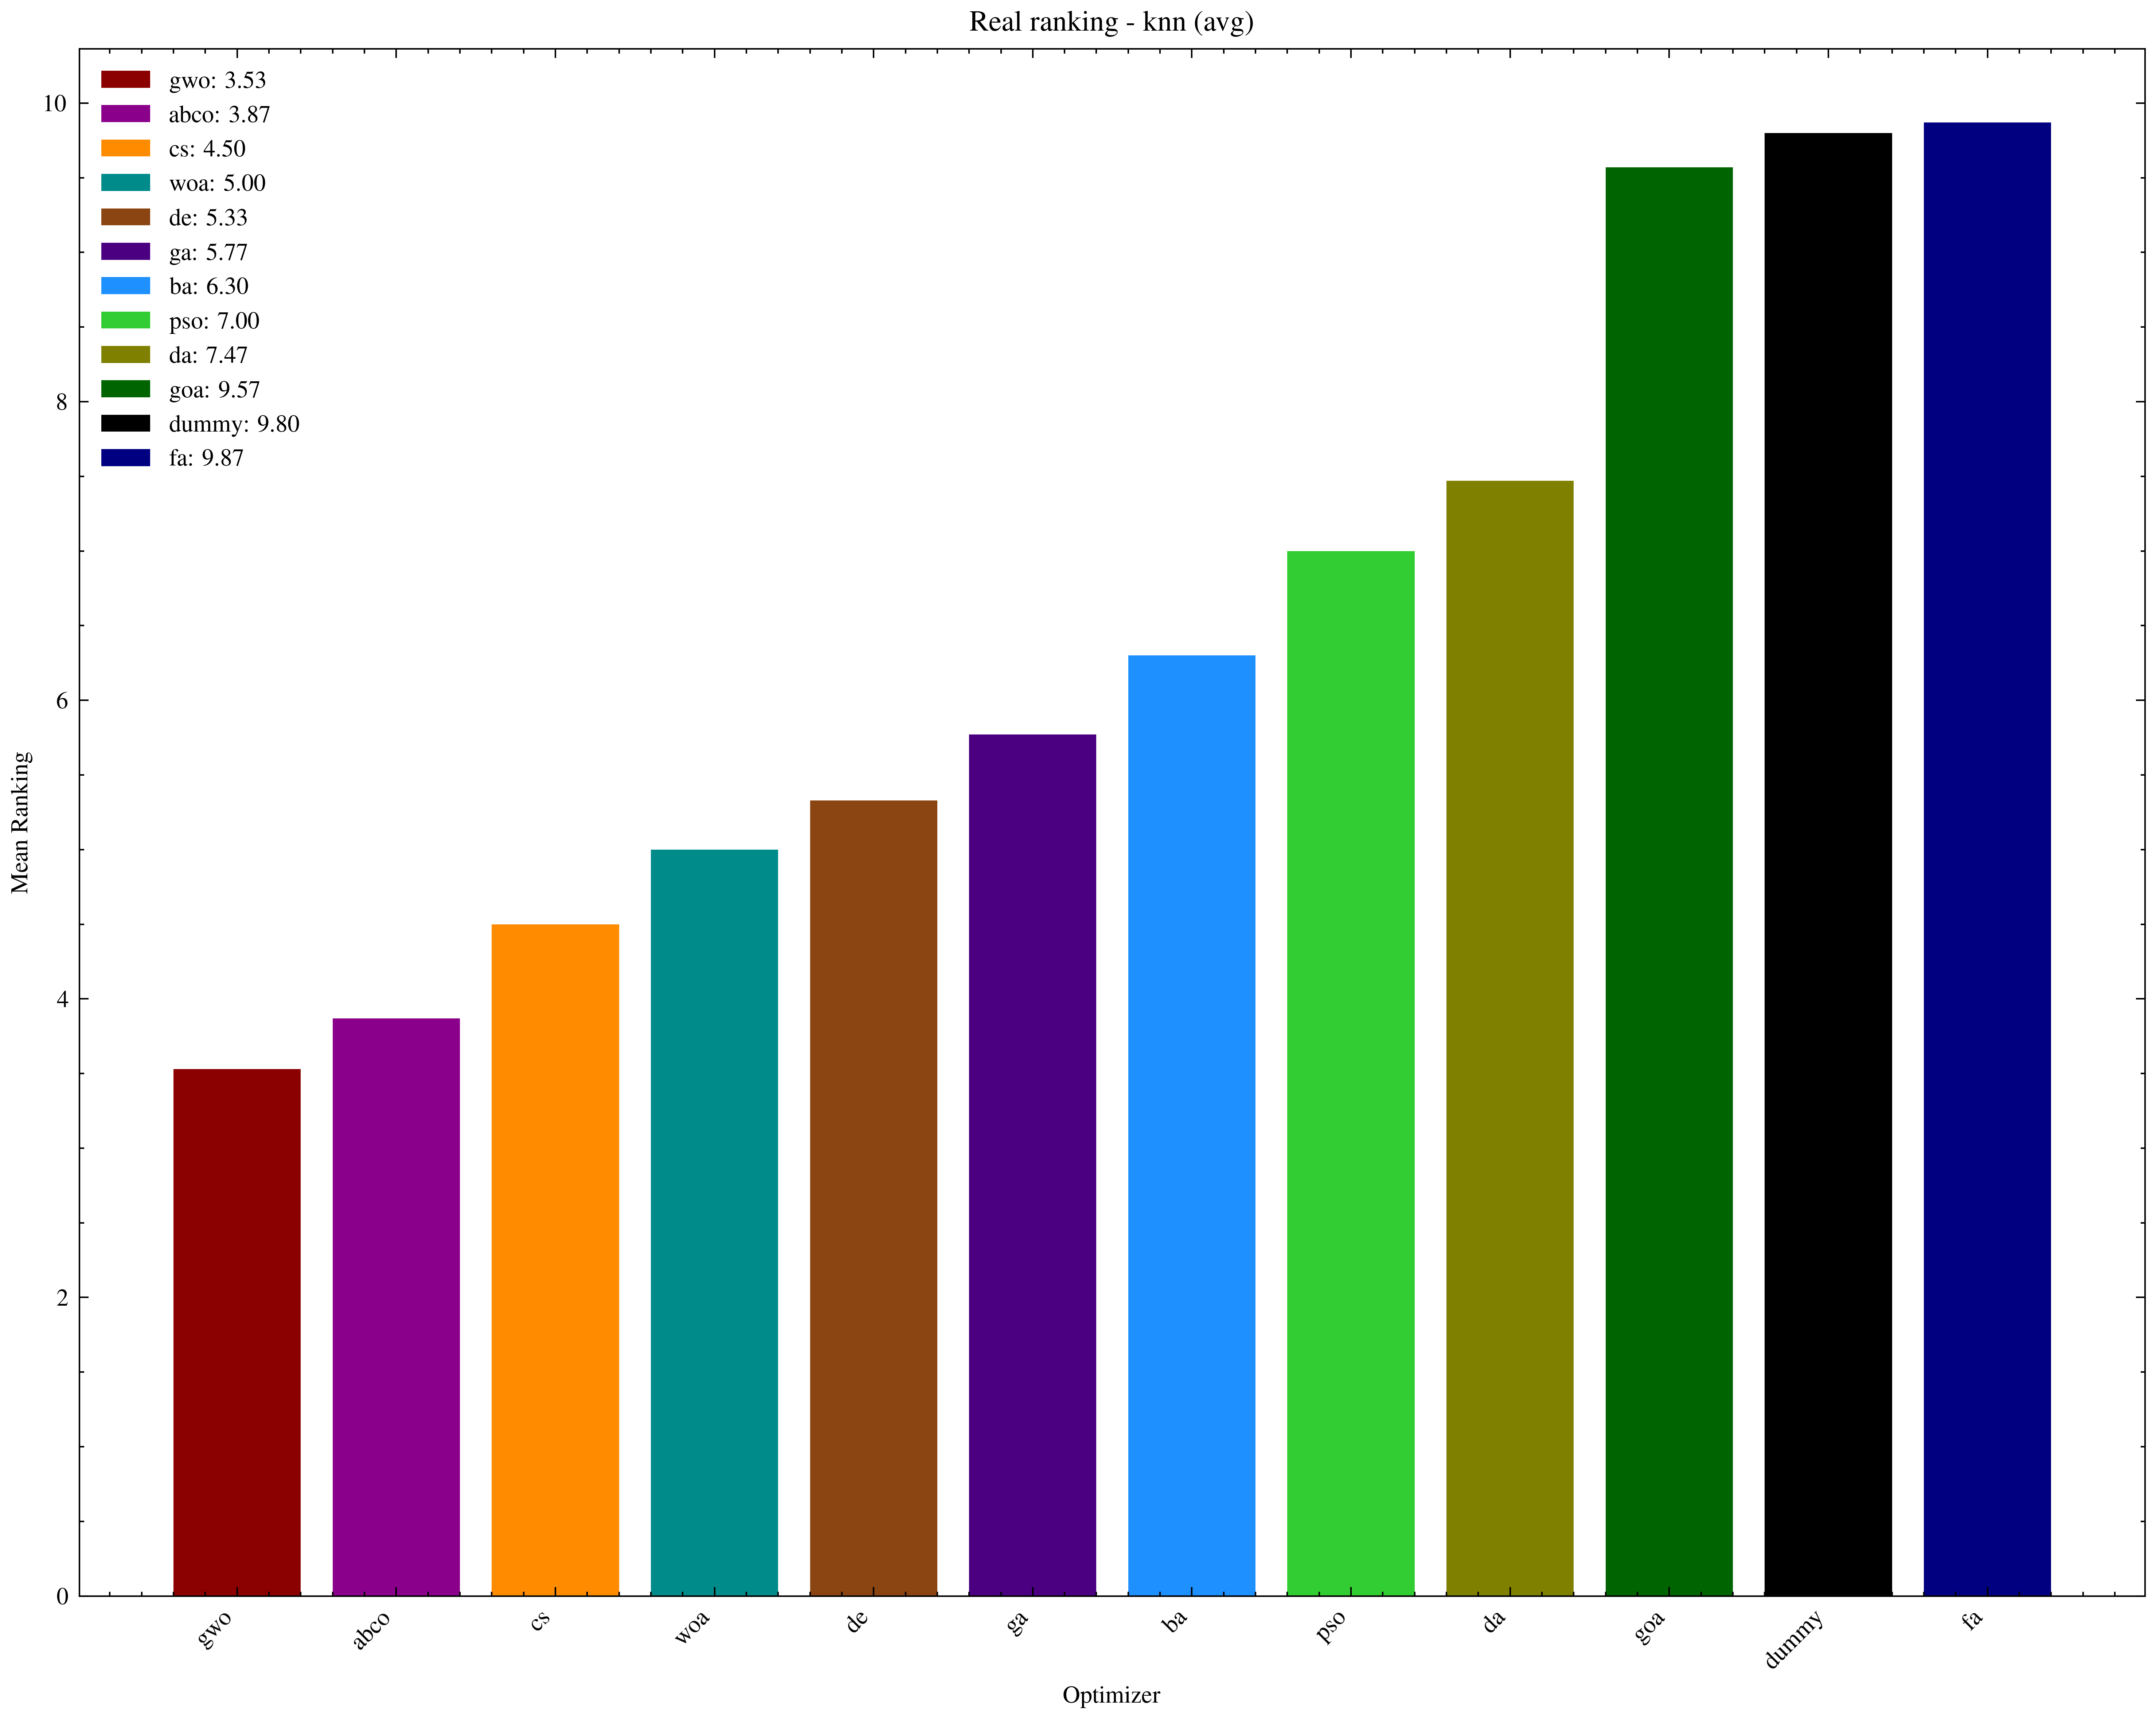 Real ranking - knn (avg)
gwo: 3.53
abco: 3.87
cs: 4.50
woa: 5.00
de: 5.33
ga: 5.77
ba: 6.30
pso: 7.00
da: 7.47
goa: 9.57
dummy: 9.80
fa: 9.87
10
8
6
4
2
0
Mean Ranking
gwo
abco
cs
woa
de
ga
ba
pso
da
goa
dummy
fa
Optimizer